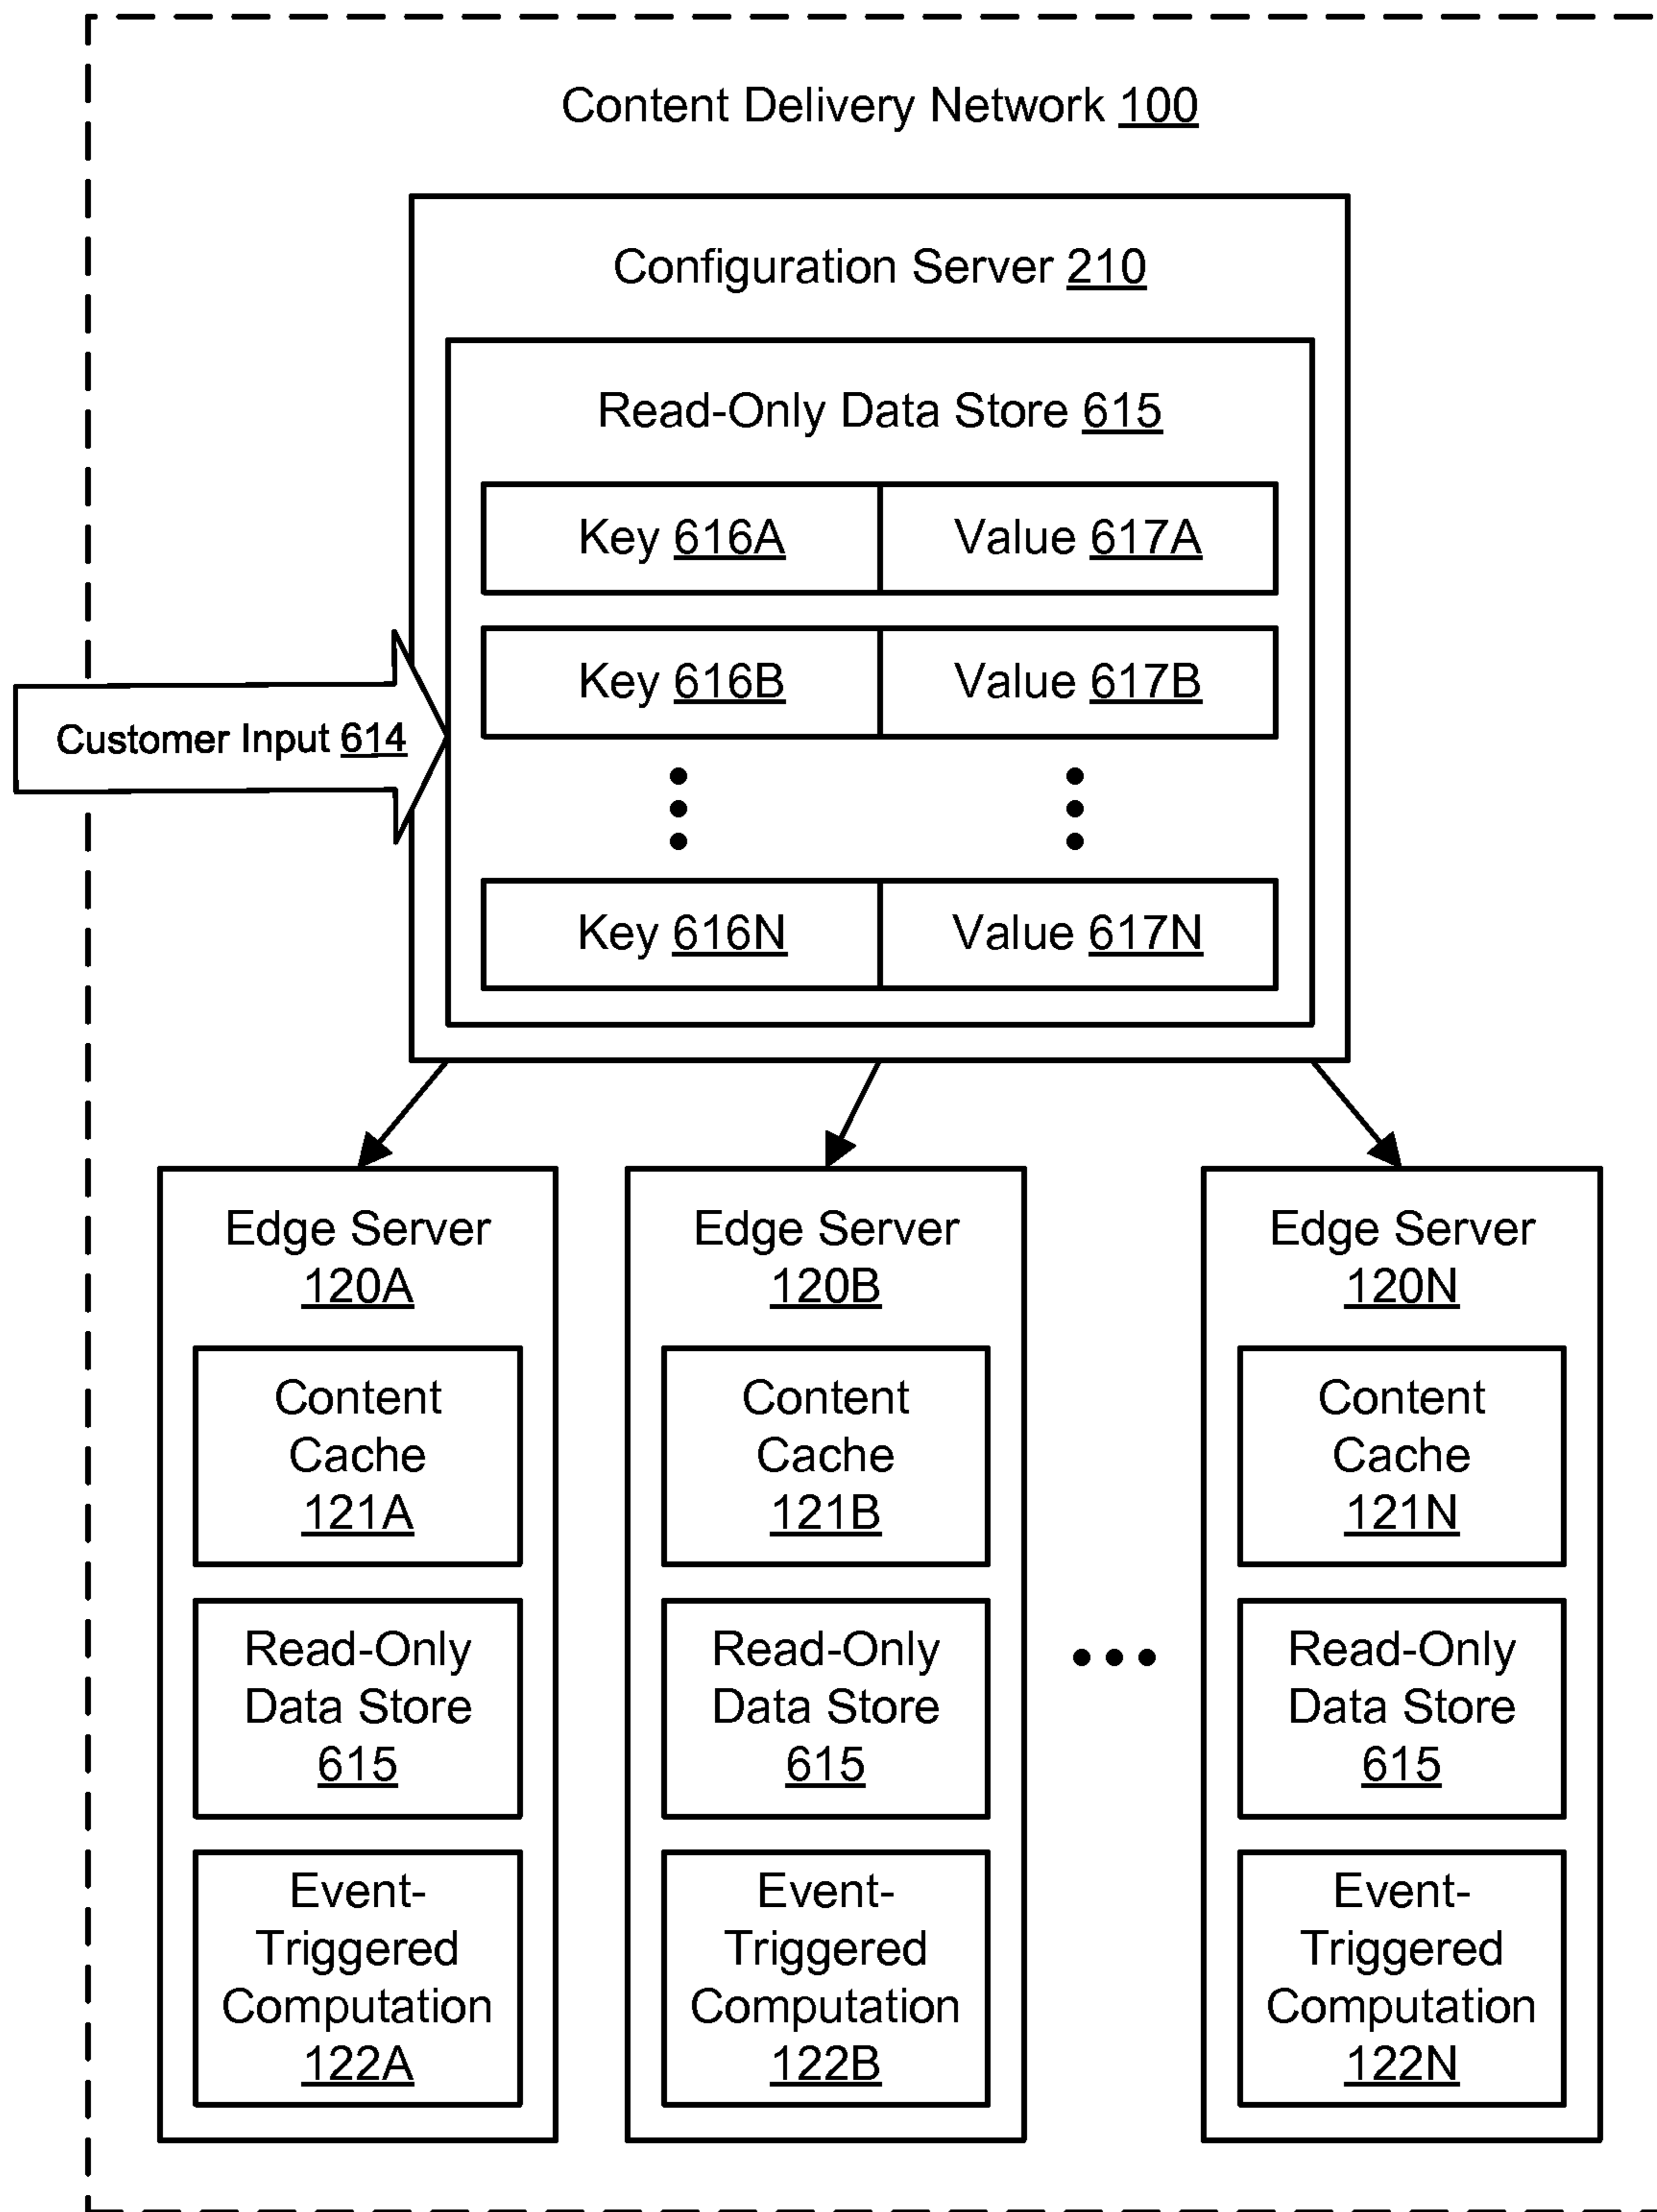 Content Delivery Network 100
Configuration Server 210
Read-Only Data Store 615
Key 616A
Value 617A
Key 616B
Value 617B
Customer Input 614
Key 616N
Value 617N
Edge Server
120A
Content
Cache
121A
Read-Only
Data Store
615
Event-
Triggered
Computation
122A
Edge Server
120B
Content
Cache
121B
Read-Only
Data Store
615
Event-
Triggered
Computation
122B
Edge Server
120N
Content
Cache
121N
Read-Only
Data Store
615
Event-
Triggered
Computation
122N